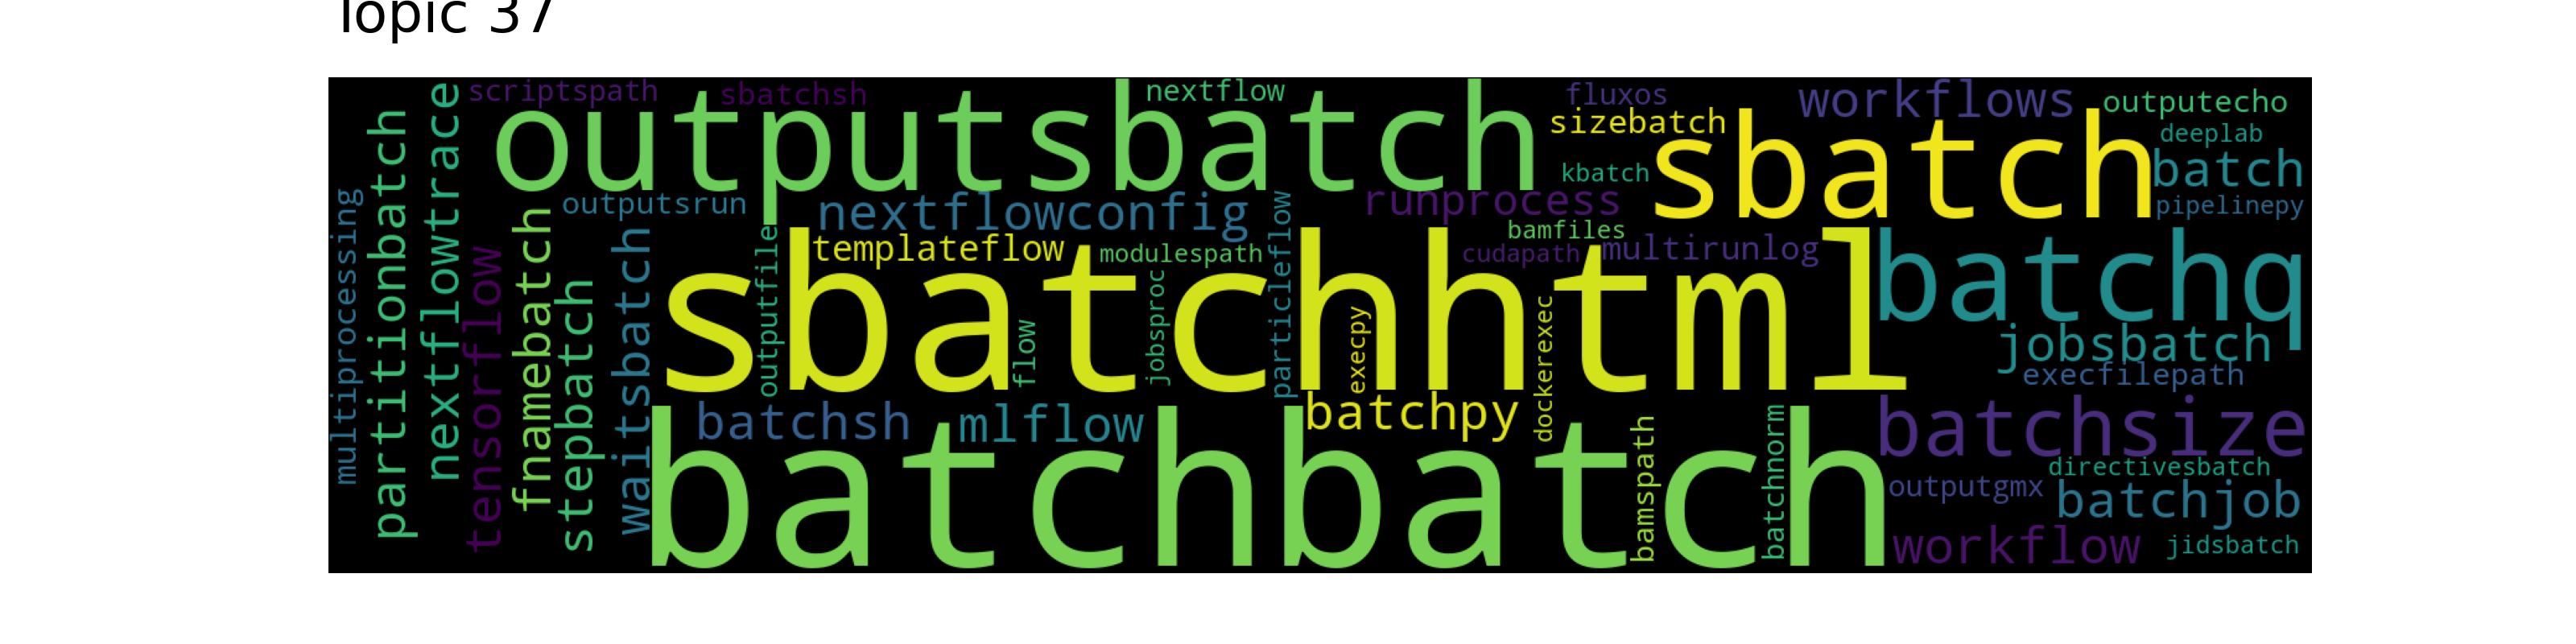 Topic 37
scriptspath
sbatchsh
nextflow
fluxos
workflows
outputecho
outputsbatch
sizebatch
sbatch
deeplab
kbatch
batch
multiprocessing
partitionbatch
nextflowtrace
tensorflow
fnamebatch
stepbatch
waitsbatch
outputsrun
nextflowconfig
runprocess
pipelinepy
outputfile
templateflow
modulespath
particleflow
bamfiles
cudapath
multirunlog
sbatchhtml
batchq
flow
jobsproc
execpy
dockerexec
jobsbatch
execfilepath
batchsh
mlflow
batchpy
batchsize
batchbatch
bamspath
batchnorm
directivesbatch
outputgmx
batchjob
workflow
jidsbatch